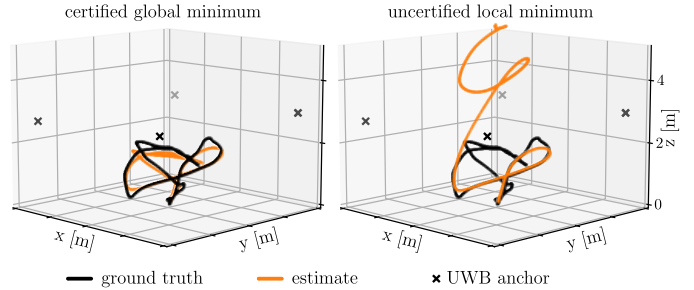 certified global minimum
uncertified local minimum
4
2
0
z [m]
x [m]
y [m]
x [m]
y [m]
ground truth
estimate
UWB anchor